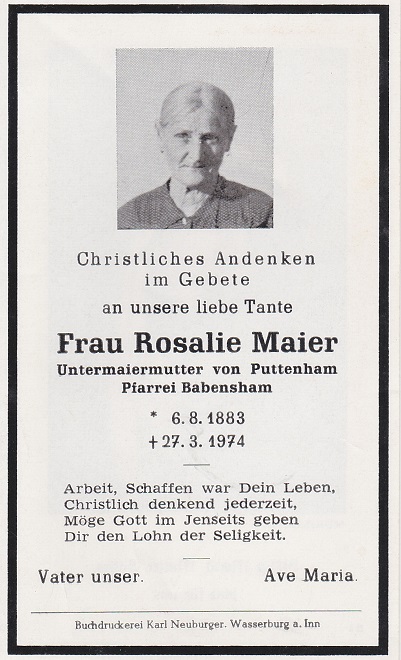 Christliches Andenken
im Gebete
an unsere liebe Tante
Frau Rosalie Maier
Untermaiermutter von Puttenham
Pfarrei Babensham
* 6. 8. 1883
† 27. 3. 1974
Arbeit, Schaffen war Dein Leben,
Christlich denkend jederzeit,
Möge Gott im Jenseits geben
Dir den Lohn der Seligkeit.
Vater unser. Ave Maria.
Buchdruckerei Karl Neuburger. Wasserburg a. Inn